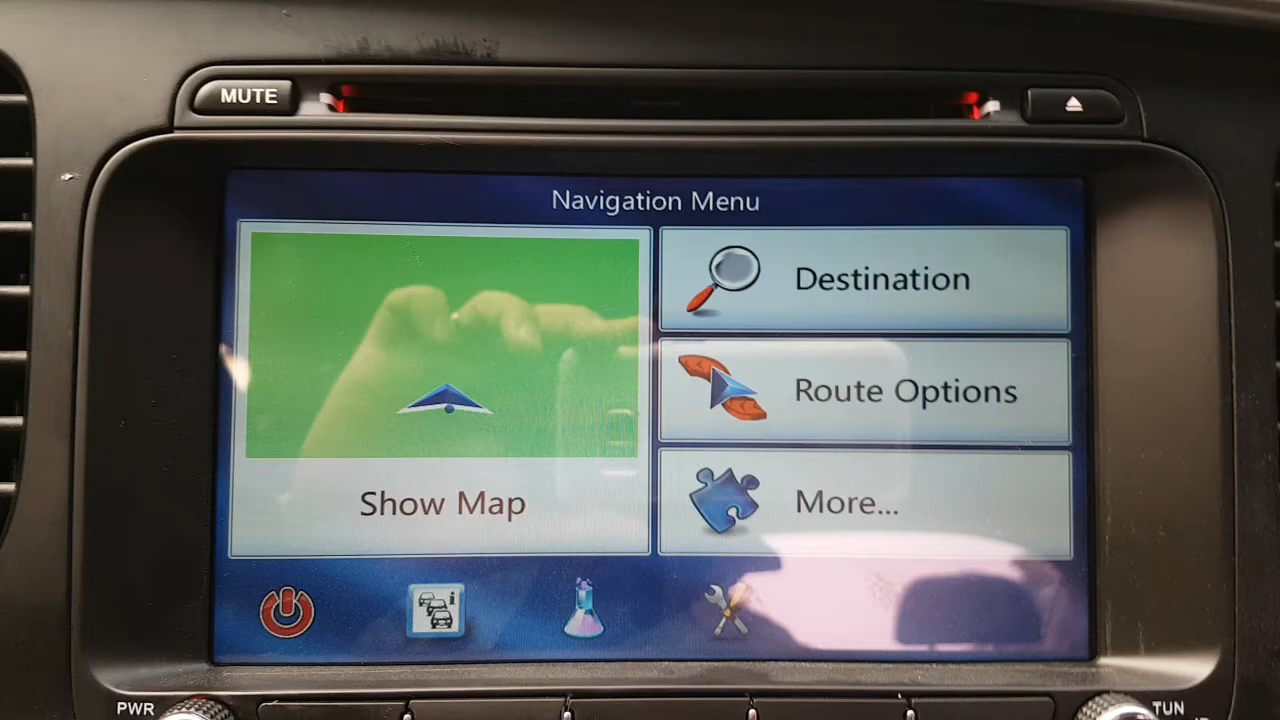 MUTE
Navigation Menu
Destination
Route Options
Show Map
More...
i
PWR
TUN